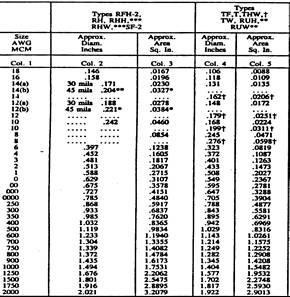 Types RFH-2, Types
RH, RHH,*** TF,T,THW,†
RHW,***SF-2 TW, RUH,**
RUW**
Size Approx. Approx. Approx. Approx.
AWG Diam. Area Diam. Area
MCM Inches Sq. In. Inches Sq. In.
Col. 1 Col. 2 Col. 3 Col. 4 Col. 5
18 .146 .0167 .106 .0088
16 .158 .0196 .118 .0109
14(a) 30 mils .171 .0230 .131 .0135
14(b) 45 mils .204** .0327*
14 ..... ..... .162† .0206†
12(a) 30 mils .188 .0278 .148 .0172
12(b) 45 mils .221* .0384*
12 ..... ..... .179† .0251†
10 .242 .0460 .168 .0224
10 ..... ..... .199† .0311†
8 ..... .0854 .245 .0471
8 ..... ..... .276† .0598†
.397 .1238 .323 .0819
.452 .1605 .372 .1087
.481 .1817 .401 .1263
.513 .2067 .433 .1473
.588 .2715 .508 .2027
.629 .3107 .549 .2367
00 .675 .3578 .595 .2781
000 .727 .4151 .647 .3288
0000 .785 .4840 .705 .3904
250 .868 .5917 .788 .4877
300 .933 .6837 .843 .5581
350 .985 .7620 .895 .6291
400 1.032 .8365 .942 .6969
500 1.119 .9834 1.029 .8316
600 1.233 1.1940 1.143 1.0261
700 1.304 1.3355 1.214 1.1575
750 1.339 1.4082 1.249 1.2252
800 1.372 1.4784 1.282 1.2908
900 1.435 1.6173 1.345 1.4208
1000 1.494 1.7531 1.404 1.5482
1250 1.676 2.2062 1.577 1.9532
1500 1.801 2.5475 1.702 2.2748
1750 1.916 2.8895 1.817 2.5930
2000 2.021 3.2079 1.922 2.9013